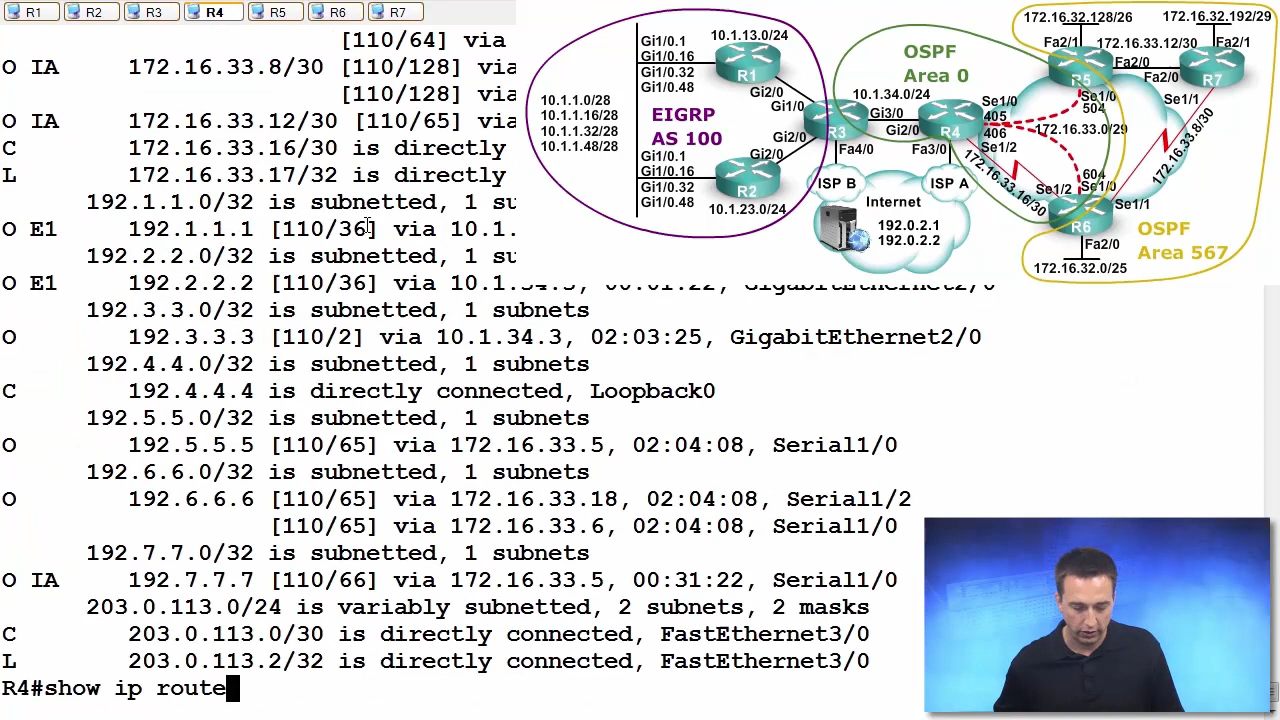 R1 R2 R3 R4 R5 R6 R7
[110/64] via
O IA 172.16.33.8/30 [110/128] via
[110/128] via
O IA 172.16.33.12/30 [110/65] via
C 172.16.33.16/30 is directly
L 172.16.33.17/32 is directly
192.1.1.0/32 is subnetted, 1 su
O E1 192.1.1.1 [110/36] via 10.1.
192.2.2.0/32 is subnetted, 1 su
O E1 192.2.2.2 [110/36] via 10.1.34.3, 00:01:22, GigabitEthernet2/0
192.3.3.0/32 is subnetted, 1 subnets
O 192.3.3.3 [110/2] via 10.1.34.3, 02:03:25, GigabitEthernet2/0
192.4.4.0/32 is subnetted, 1 subnets
C 192.4.4.4 is directly connected, Loopback0
192.5.5.0/32 is subnetted, 1 subnets
O 192.5.5.5 [110/65] via 172.16.33.5, 02:04:08, Serial1/0
192.6.6.0/32 is subnetted, 1 subnets
O 192.6.6.6 [110/65] via 172.16.33.18, 02:04:08, Serial1/2
[110/65] via 172.16.33.6, 02:04:08, Serial1/0
192.7.7.0/32 is subnetted, 1 subnets
O IA 192.7.7.7 [110/66] via 172.16.33.5, 00:31:22, Serial1/0
203.0.113.0/24 is variably subnetted, 2 subnets, 2 masks
C 203.0.113.0/30 is directly connected, FastEthernet3/0
L 203.0.113.2/32 is directly connected, FastEthernet3/0
R4#show ip route
10.1.1.0/28
10.1.1.16/28
10.1.1.32/28
10.1.1.48/28
Gi1/0.1
Gi1/0.16
Gi1/0.32
Gi1/0.48
10.1.13.0/24
R1
Gi2/0
Gi1/0
EIGRP
AS 100
Gi2/0
Gi2/0
Gi1/0.1
Gi1/0.16
Gi1/0.32
Gi1/0.48
R2
10.1.23.0/24
OSPF
Area 0
10.1.34.0/24
R3
Gi3/0
Gi2/0
R4
Fa4/0
Fa3/0
ISP B
ISP A
Internet
192.0.2.1
192.0.2.2
Se1/0
405
406
Se1/2
172.16.33.0/29
172.16.33.16/30
172.16.32.128/26
172.16.32.192/29
Fa2/1
172.16.33.12/30
Fa2/1
R5
Fa2/0
Fa2/0
R7
Se1/0
504
Se1/1
172.16.33.8/30
604
Se1/0
Se1/2
Se1/1
R6
Fa2/0
172.16.32.0/25
OSPF
Area 567